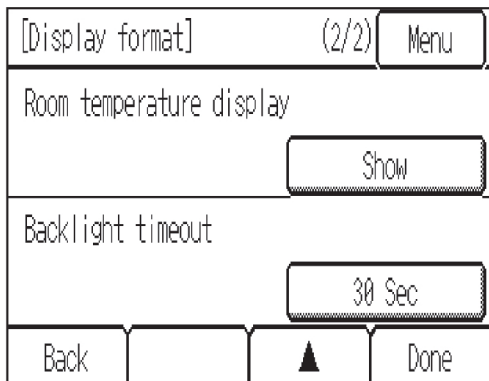 [Display format] (2/2) Menu
Room temperature display
Show
Backlight timeout
30 Sec
Back ▲ Done